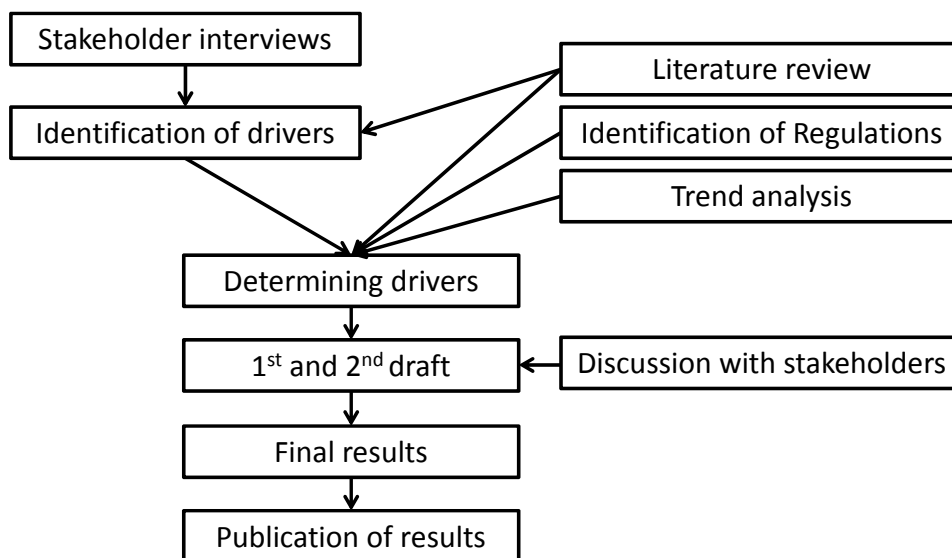 Stakeholder interviews
Literature review
Identification of drivers
Identification of Regulations
Trend analysis
Determining drivers
1st and 2nd draft
Discussion with stakeholders
Final results
Publication of results